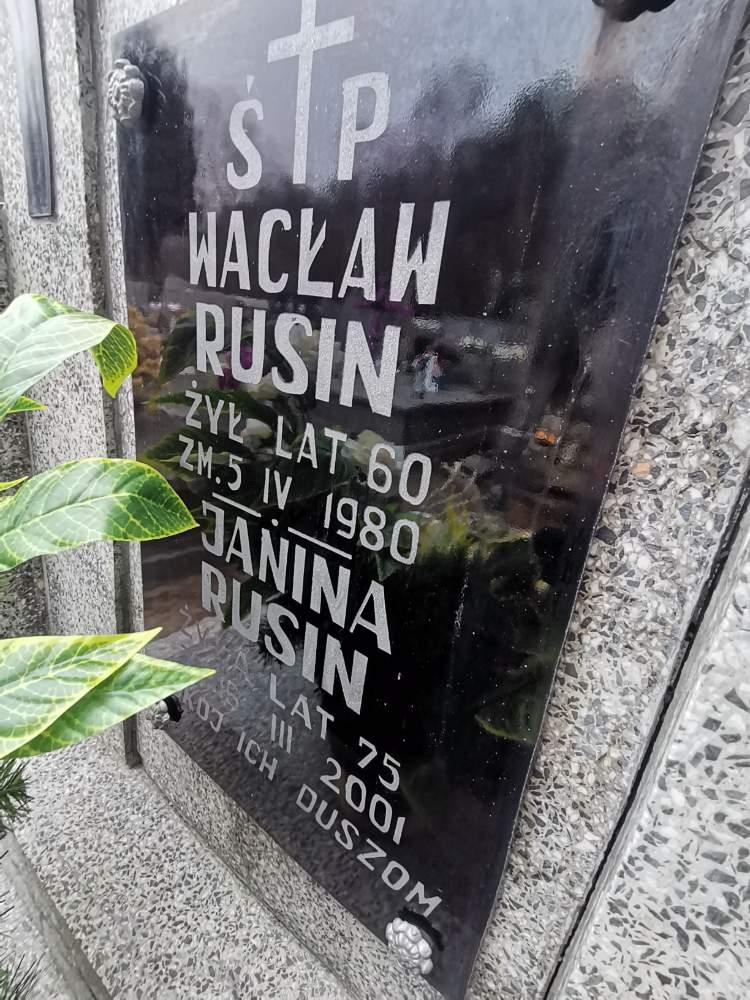 Ś P
WACŁAW
RUSIN
ŻYŁ LAT 60
ZM. 5 IV 1980
JANINA
RUSIN
LAT 75
III 2001
ICH DUSZOM